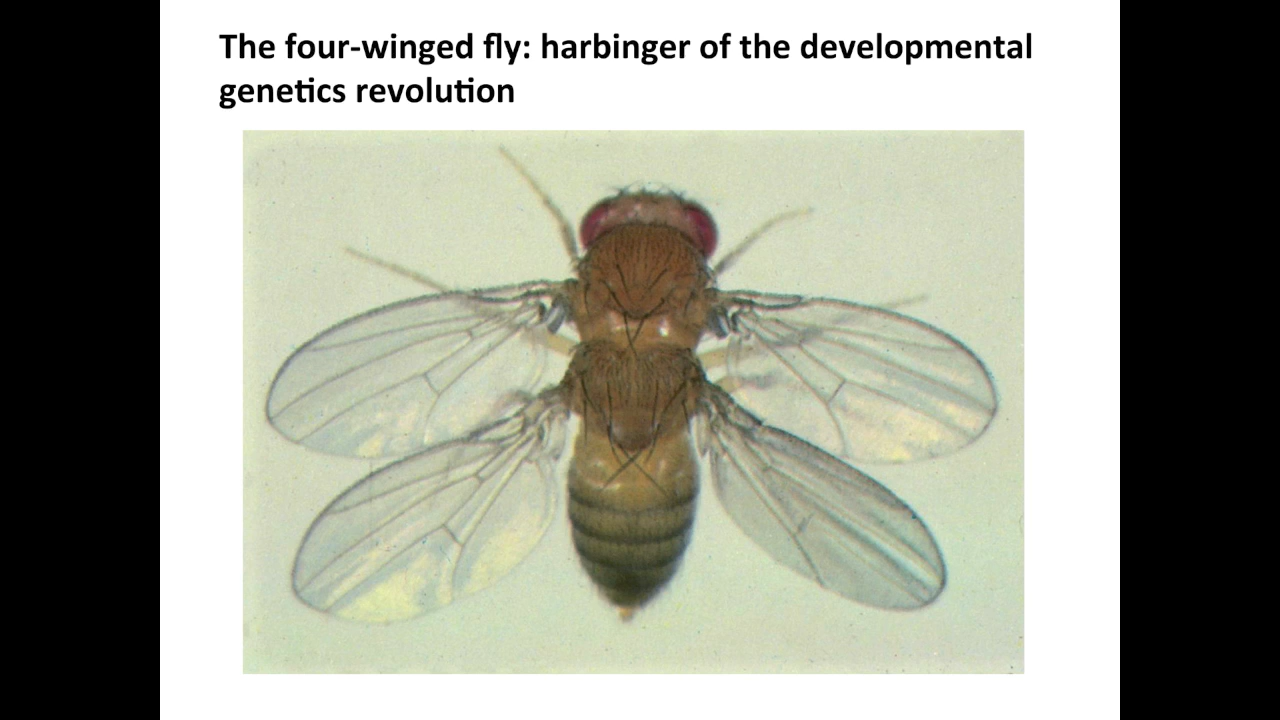 The four-winged fly: harbinger of the developmental
genetics revolution